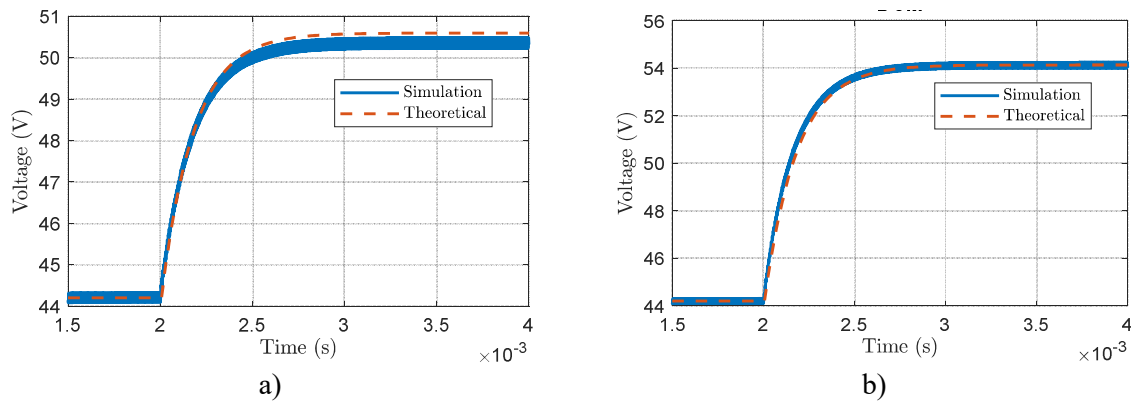 51
50
49
48
47
46
45
44
Voltage (V)
1.5 2 2.5 3 3.5 4
Time (s)
×10⁻³
Simulation
Theoretical
a)
56
54
52
50
48
46
44
Voltage (V)
1.5 2 2.5 3 3.5 4
Time (s)
×10⁻³
Simulation
Theoretical
b)